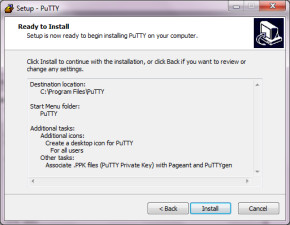 Setup - PuTTY
Ready to Install
Setup is now ready to begin installing PuTTY on your computer.
Click Install to continue with the installation, or click Back if you want to review or
change any settings.
Destination location:
C:\Program Files\PuTTY
Start Menu folder:
PuTTY
Additional tasks:
Additional icons:
Create a desktop icon for PuTTY
For all users
Other tasks:
Associate .PPK files (PuTTY Private Key) with Pageant and PuTTYgen
< Back
Install
Cancel